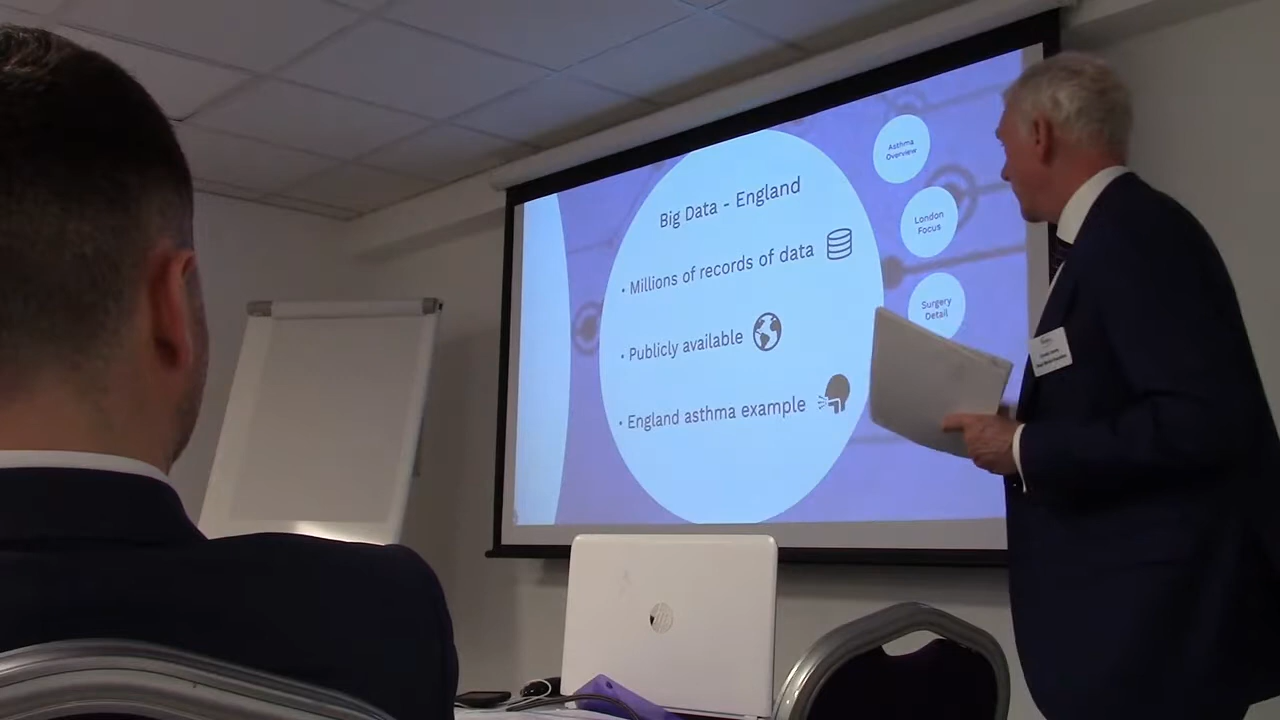 Big Data - England
• Millions of records of data
• Publicly available
• England asthma example
Asthma
Overview
London
Focus
Surgery
Detail
hp